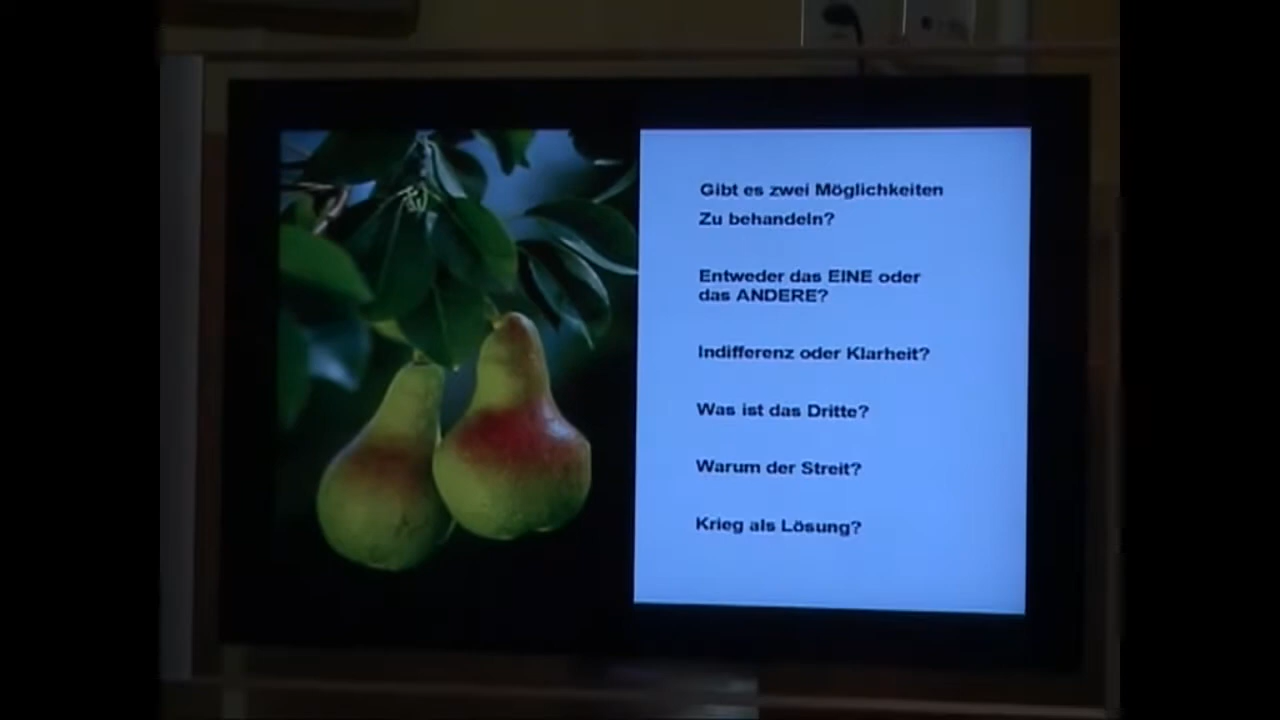 Gibt es zwei Möglichkeiten
Zu behandeln?
Entweder das EINE oder
das ANDERE?
Indifferenz oder Klarheit?
Was ist das Dritte?
Warum der Streit?
Krieg als Lösung?